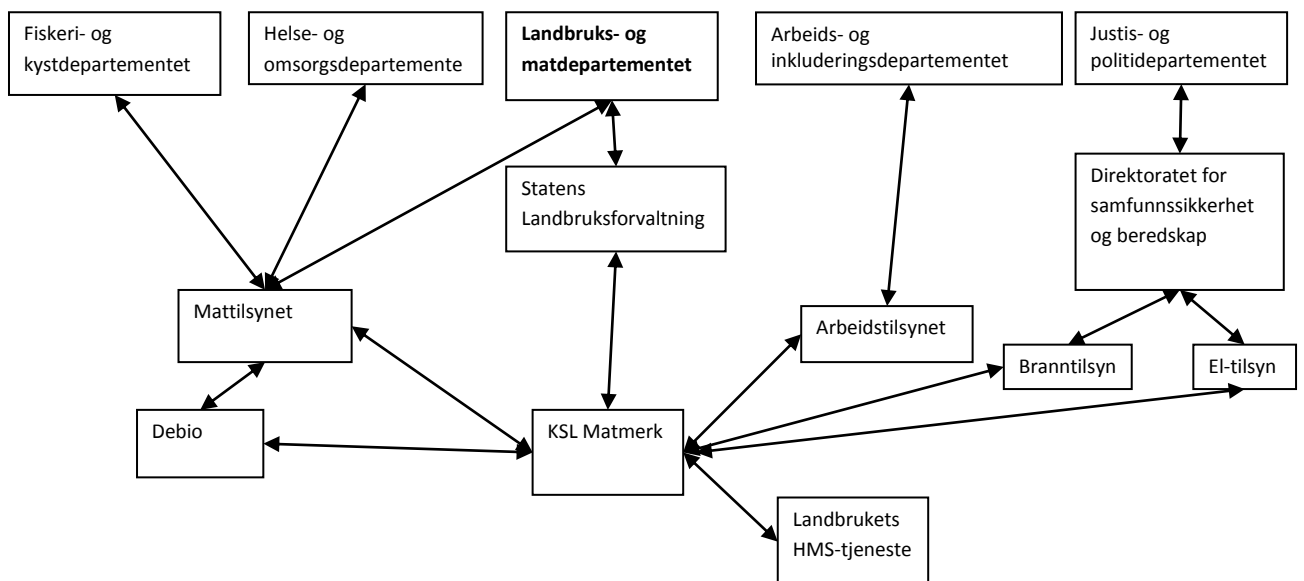 Fiskeri- og
kystdepartementet
Helse- og
omsorgsdepartemente
Landbruks- og
matdepartementet
Arbeids- og
inkluderingsdepartementet
Justis- og
politidepartementet
Statens
Landbruksforvaltning
Direktoratet for
samfunnssikkerhet
og beredskap
Mattilsynet
Arbeidstilsynet
Branntilsyn
El-tilsyn
Debio
KSL Matmerk
Landbrukets
HMS-tjeneste